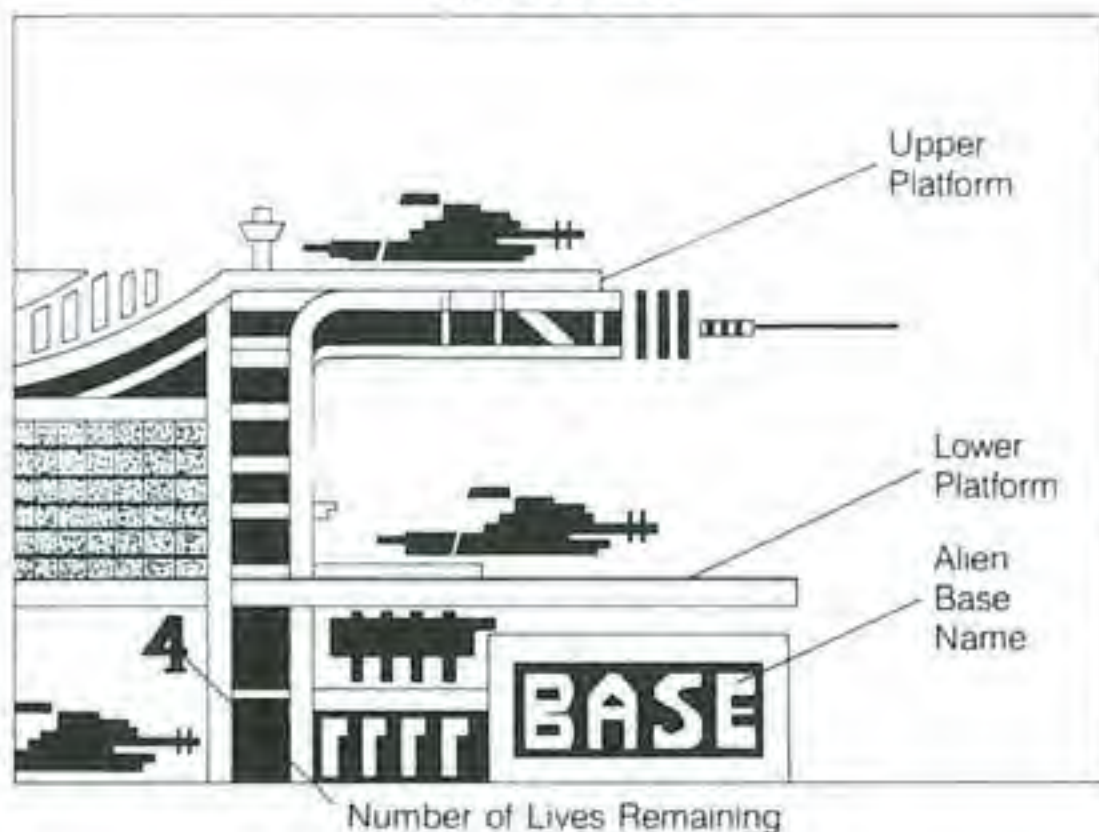 Upper
Platform
Lower
Platform
Alien
Base
Name
4
BASE
Number of Lives Remaining